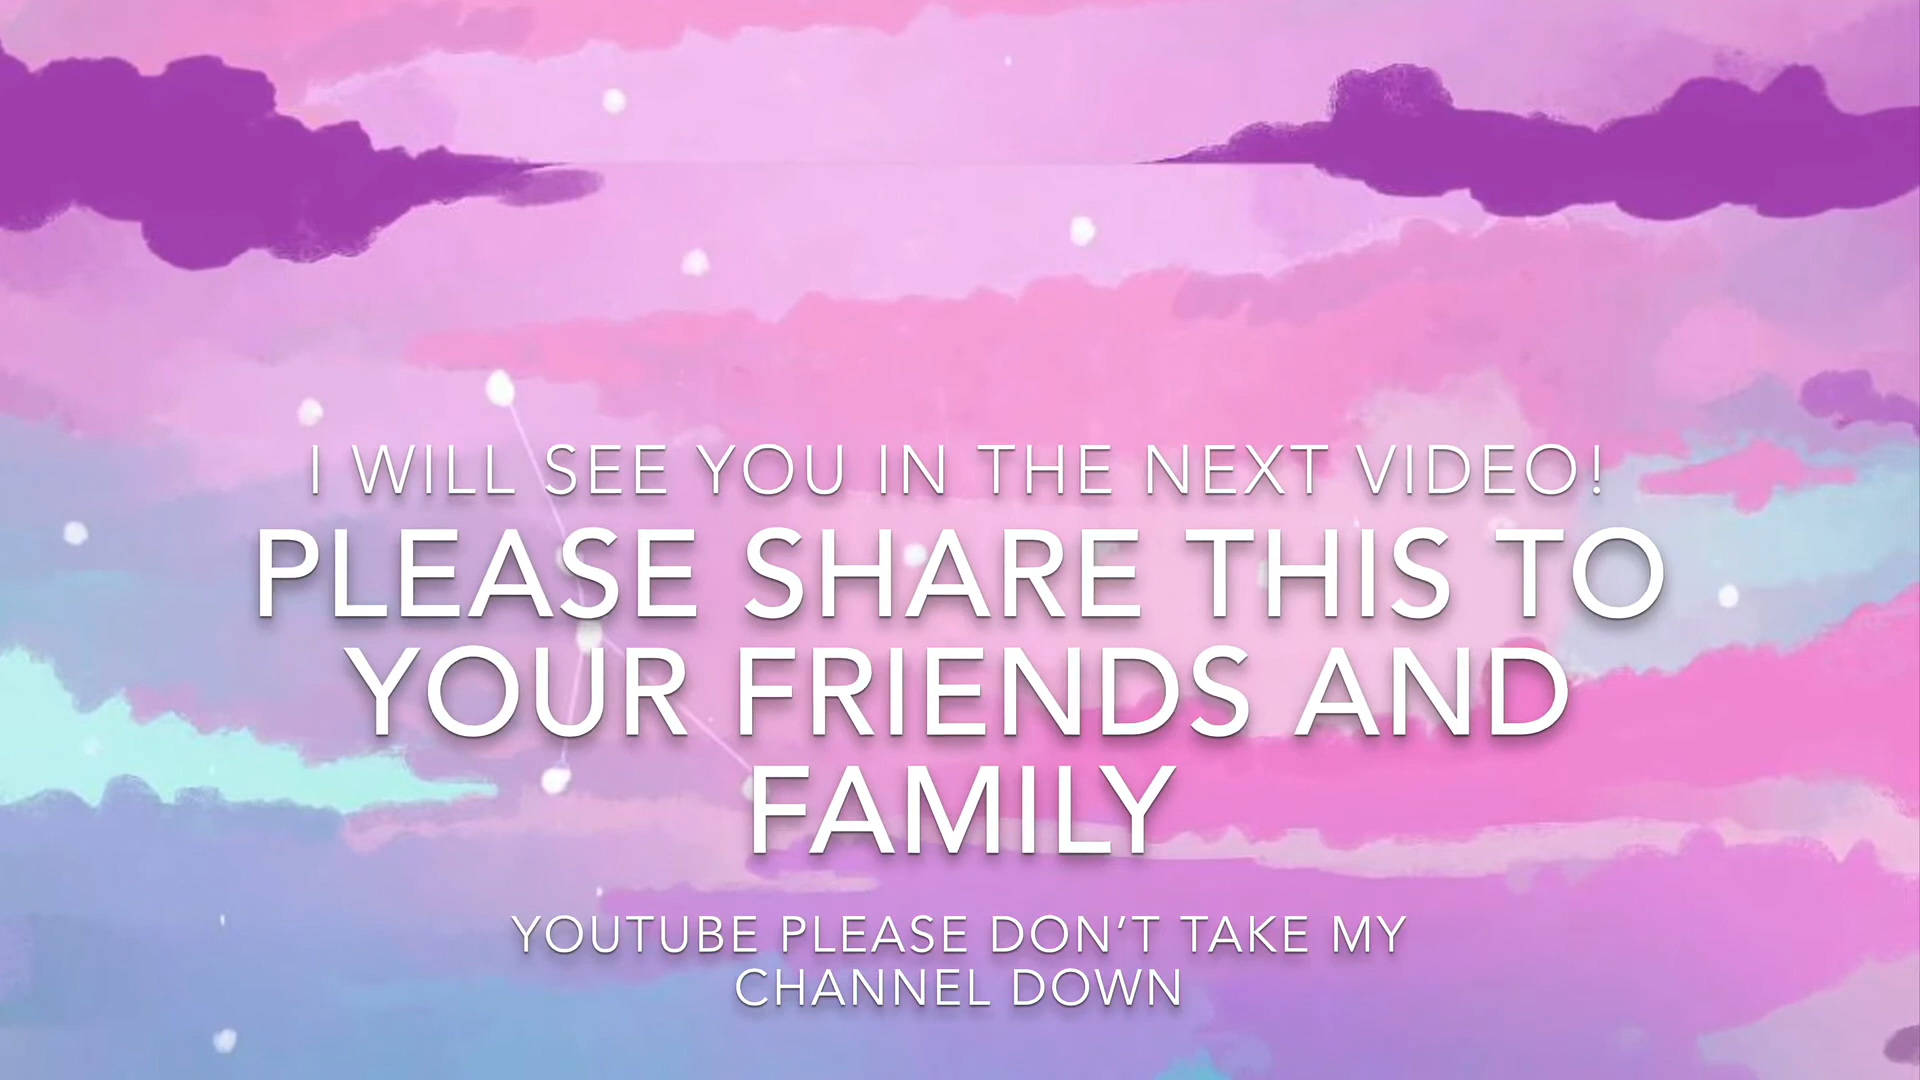 I WILL SEE YOU IN THE NEXT VIDEO!
PLEASE SHARE THIS TO
YOUR FRIENDS AND
FAMILY
YOUTUBE PLEASE DON’T TAKE MY
CHANNEL DOWN